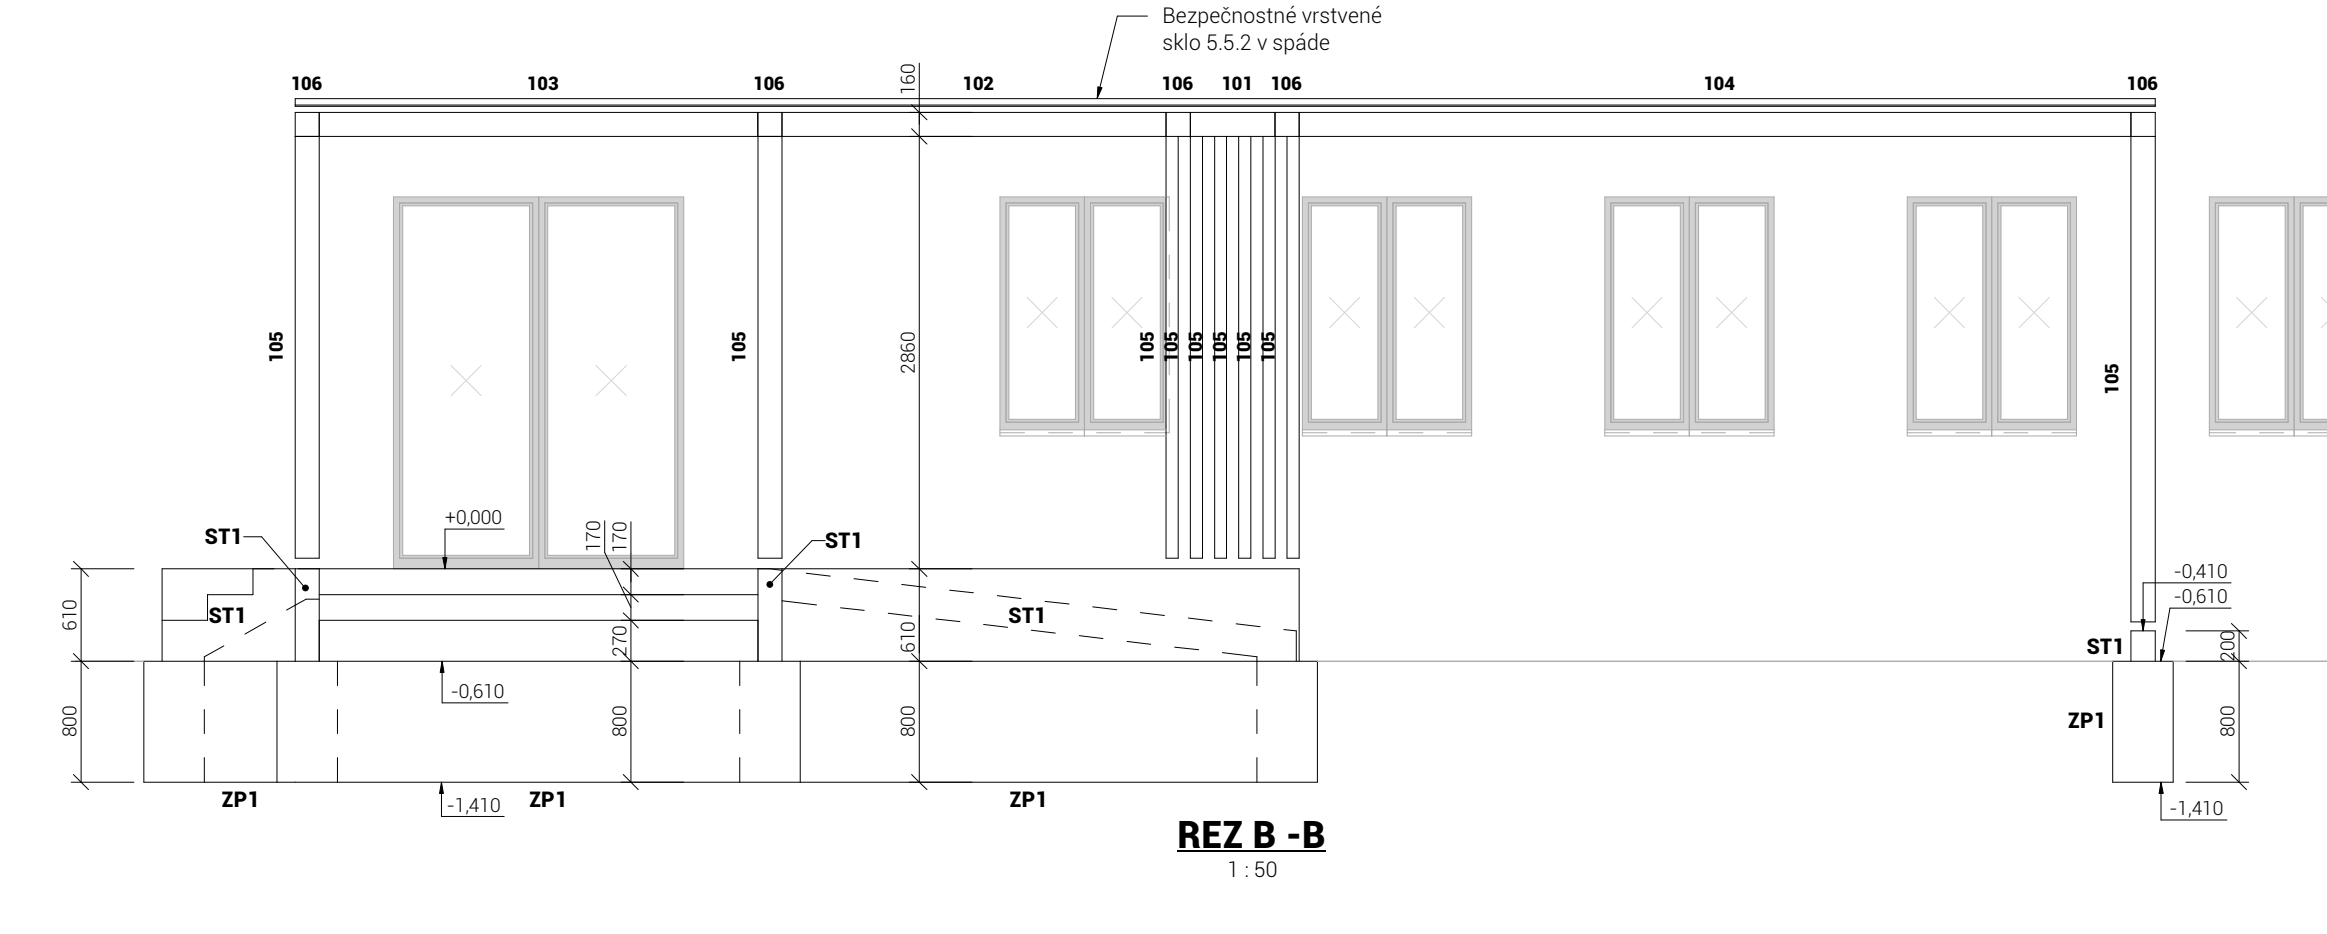 Bezpečnostné vrstvené
sklo 5.5.2 v spáde
106
103
106
160
102
106
101
106
104
106
105
105
2860
105
105
105
105
105
105
105
ST1
+0,000
170
170
ST1
-0,410
-0,610
610
ST1
270
610
ST1
ST1
200
800
-0,610
800
800
ZP1
800
ZP1
-1,410
ZP1
ZP1
-1,410
REZ B -B
1 : 50